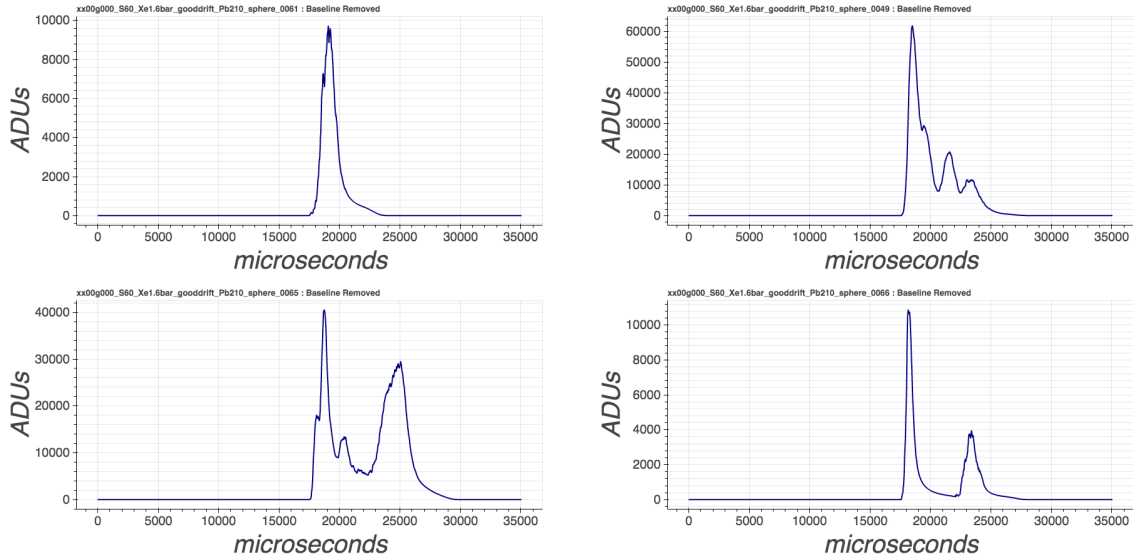 xx00g000_S60_Xe1.6bar_gooddrift_Pb210_sphere_0061 : Baseline Removed
10000
8000
6000
4000
2000
0
ADUs
0 5000 10000 15000 20000 25000 30000 35000
microseconds
xx00g000_S60_Xe1.6bar_gooddrift_Pb210_sphere_0049 : Baseline Removed
60000
50000
40000
30000
20000
10000
0
ADUs
0 5000 10000 15000 20000 25000 30000 35000
microseconds
xx00g000_S60_Xe1.6bar_gooddrift_Pb210_sphere_0065 : Baseline Removed
40000
30000
20000
10000
0
ADUs
0 5000 10000 15000 20000 25000 30000 35000
microseconds
xx00g000_S60_Xe1.6bar_gooddrift_Pb210_sphere_0066 : Baseline Removed
10000
8000
6000
4000
2000
0
ADUs
0 5000 10000 15000 20000 25000 30000 35000
microseconds